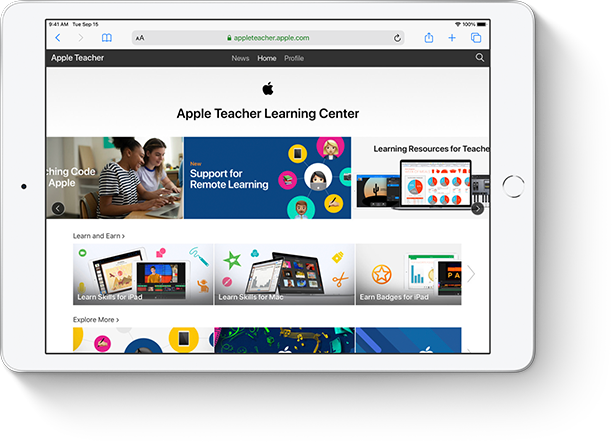 9:41 AM Tue Sep 15
100%
AA
appleteacher.apple.com
Apple Teacher
News Home Profile
Apple Teacher Learning Center
ching Code
Apple
New
Support for
Remote Learning
Learning Resources for Teache
Learn and Earn >
Learn Skills for iPad
Learn Skills for Mac
Earn Badges for iPad
Explore More >